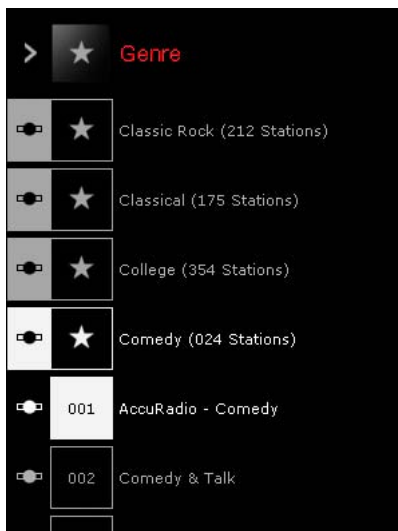 Genre
Classic Rock (212 Stations)
Classical (175 Stations)
College (354 Stations)
Comedy (024 Stations)
001 AccuRadio - Comedy
002 Comedy & Talk